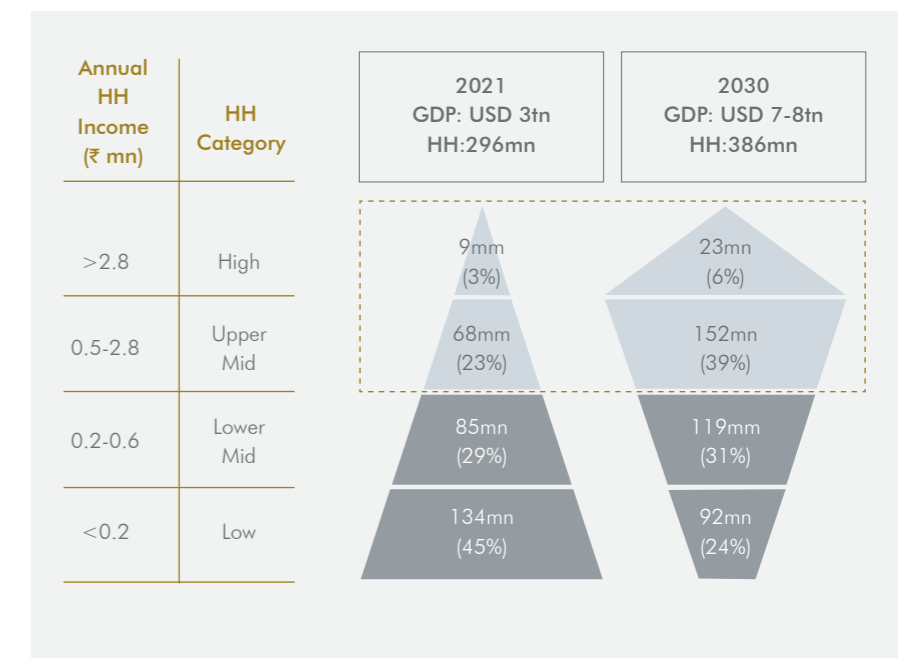 Annual
HH
Income
(₹ mn)
HH
Category
2021
GDP: USD 3tn
HH:296mn
2030
GDP: USD 7-8tn
HH:386mn
>2.8
High
9mm
(3%)
23mn
(6%)
0.5-2.8
Upper
Mid
68mm
(23%)
152mn
(39%)
0.2-0.6
Lower
Mid
85mn
(29%)
119mm
(31%)
<0.2
Low
134mn
(45%)
92mn
(24%)